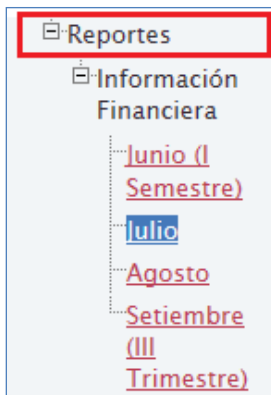 Reportes
Información
Financiera
Junio (I
Semestre)
Julio
Agosto
Setiembre
(III
Trimestre)